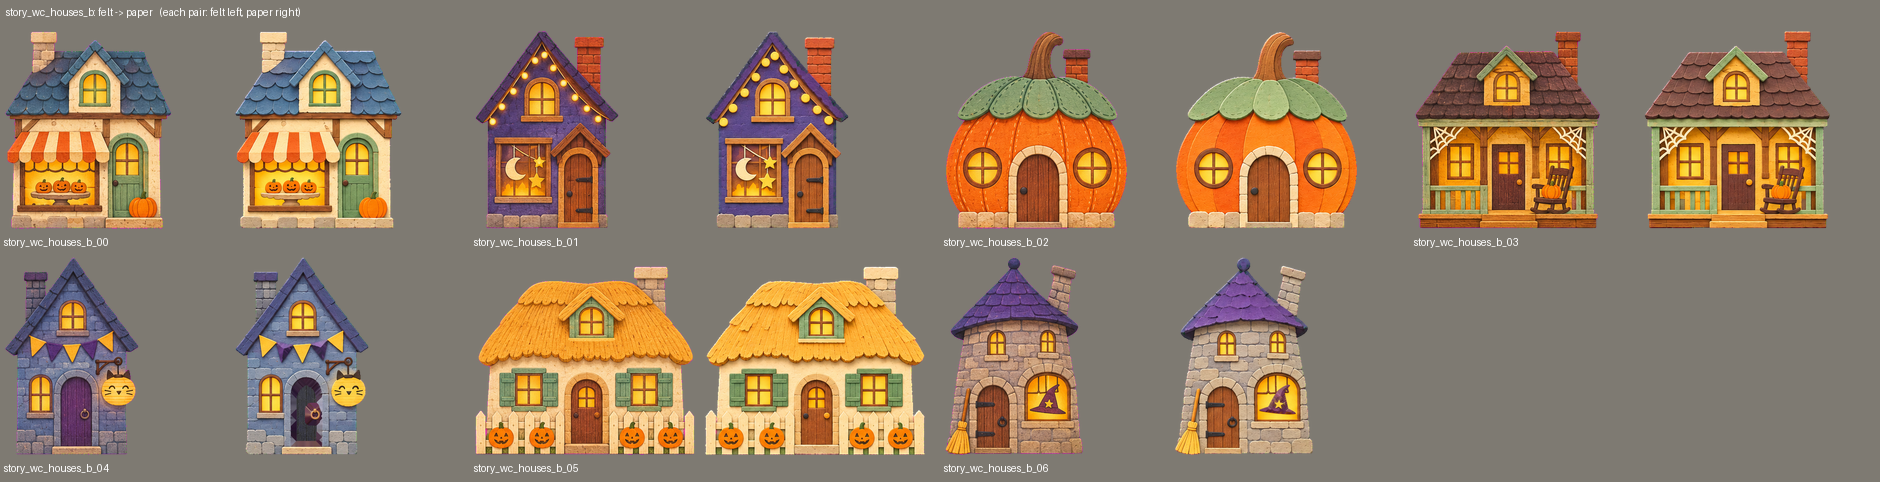 story_wc_houses_b: felt -> paper (each pair: felt left, paper right)
story_wc_houses_b_00
story_wc_houses_b_01
story_wc_houses_b_02
story_wc_houses_b_03
story_wc_houses_b_04
story_wc_houses_b_05
story_wc_houses_b_06